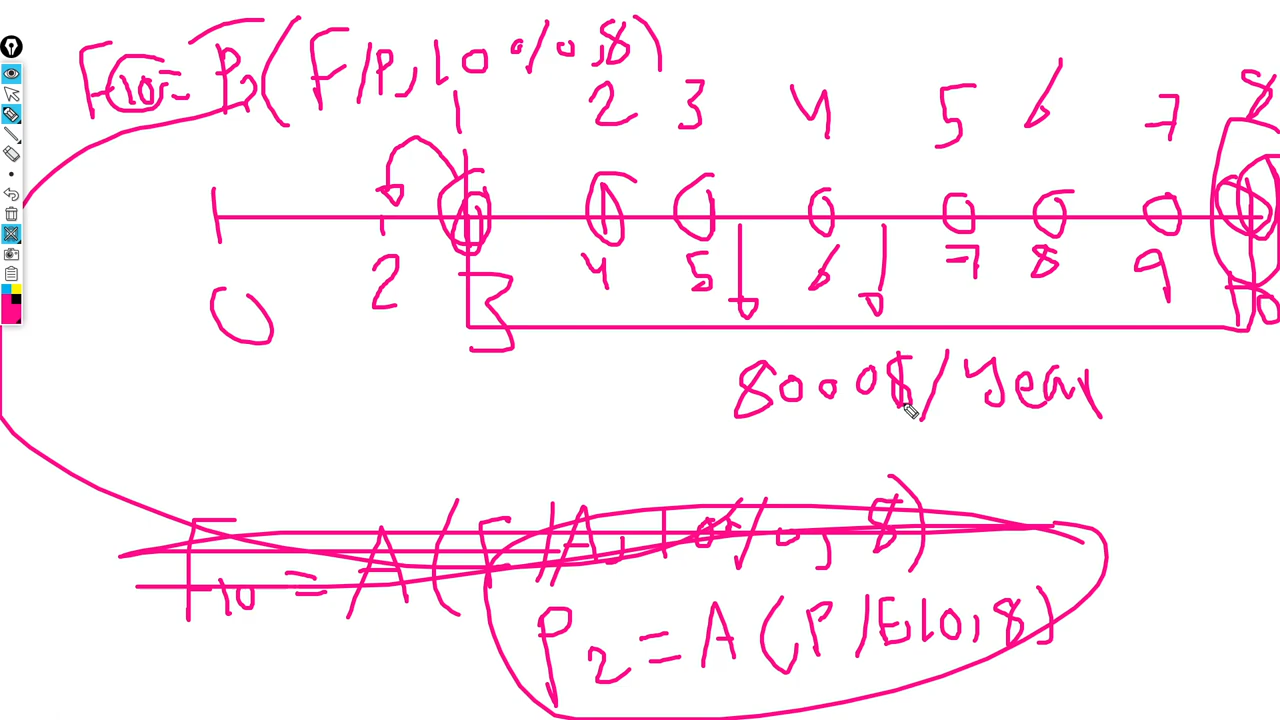 F10 = P2 (F/P, 10%, 8)
1 2 3 4 5 6 7 8
0 2 3 4 5 6 7 8 9 10
8000$/year
F10 = A (F/A, 10%, 8)
P2 = A (P/E, 10, 8)